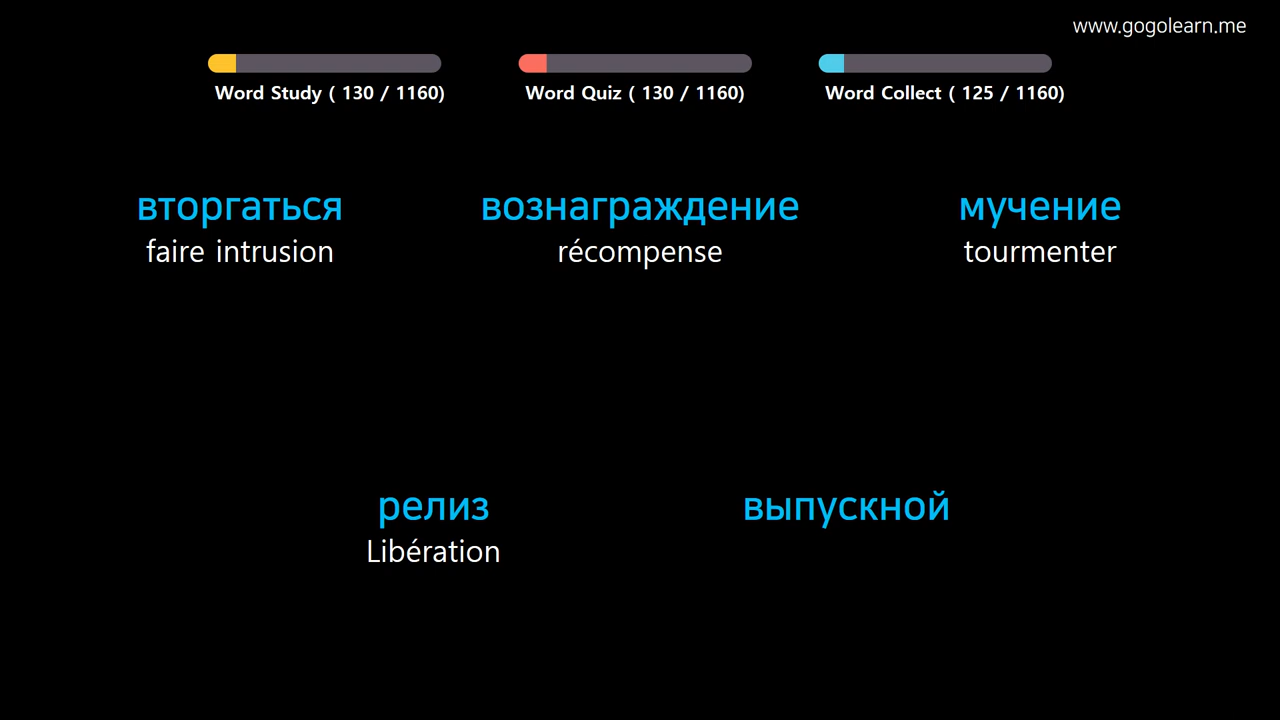 www.gogolearn.me
Word Study ( 130 / 1160)
Word Quiz ( 130 / 1160)
Word Collect ( 125 / 1160)
вторгаться
faire intrusion
вознаграждение
récompense
мучение
tourmenter
релиз
Libération
выпускной